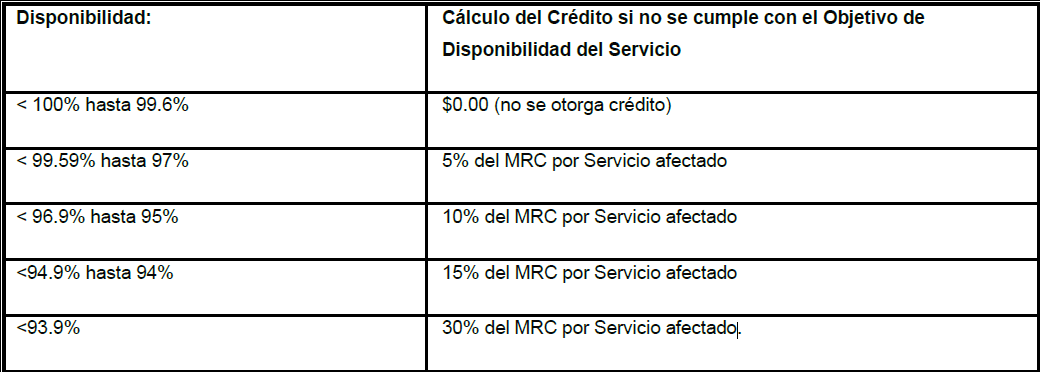 Disponibilidad:
Cálculo del Crédito si no se cumple con el Objetivo de
Disponibilidad del Servicio
< 100% hasta 99.6%
$0.00 (no se otorga crédito)
< 99.59% hasta 97%
5% del MRC por Servicio afectado
< 96.9% hasta 95%
10% del MRC por Servicio afectado
<94.9% hasta 94%
15% del MRC por Servicio afectado
<93.9%
30% del MRC por Servicio afectado.